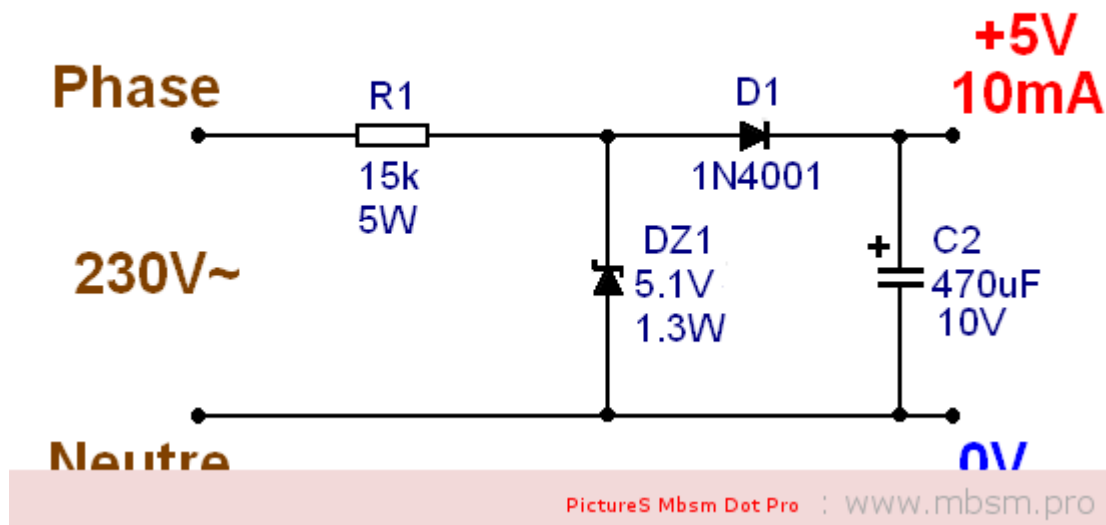 +5V
Phase
R1
D1
10mA
15k
1N4001
5W
DZ1
+
C2
230V~
5.1V
470uF
1.3W
10V
Neutre
0V
PictureS Mbsm Dot Pro : www.mbsm.pro